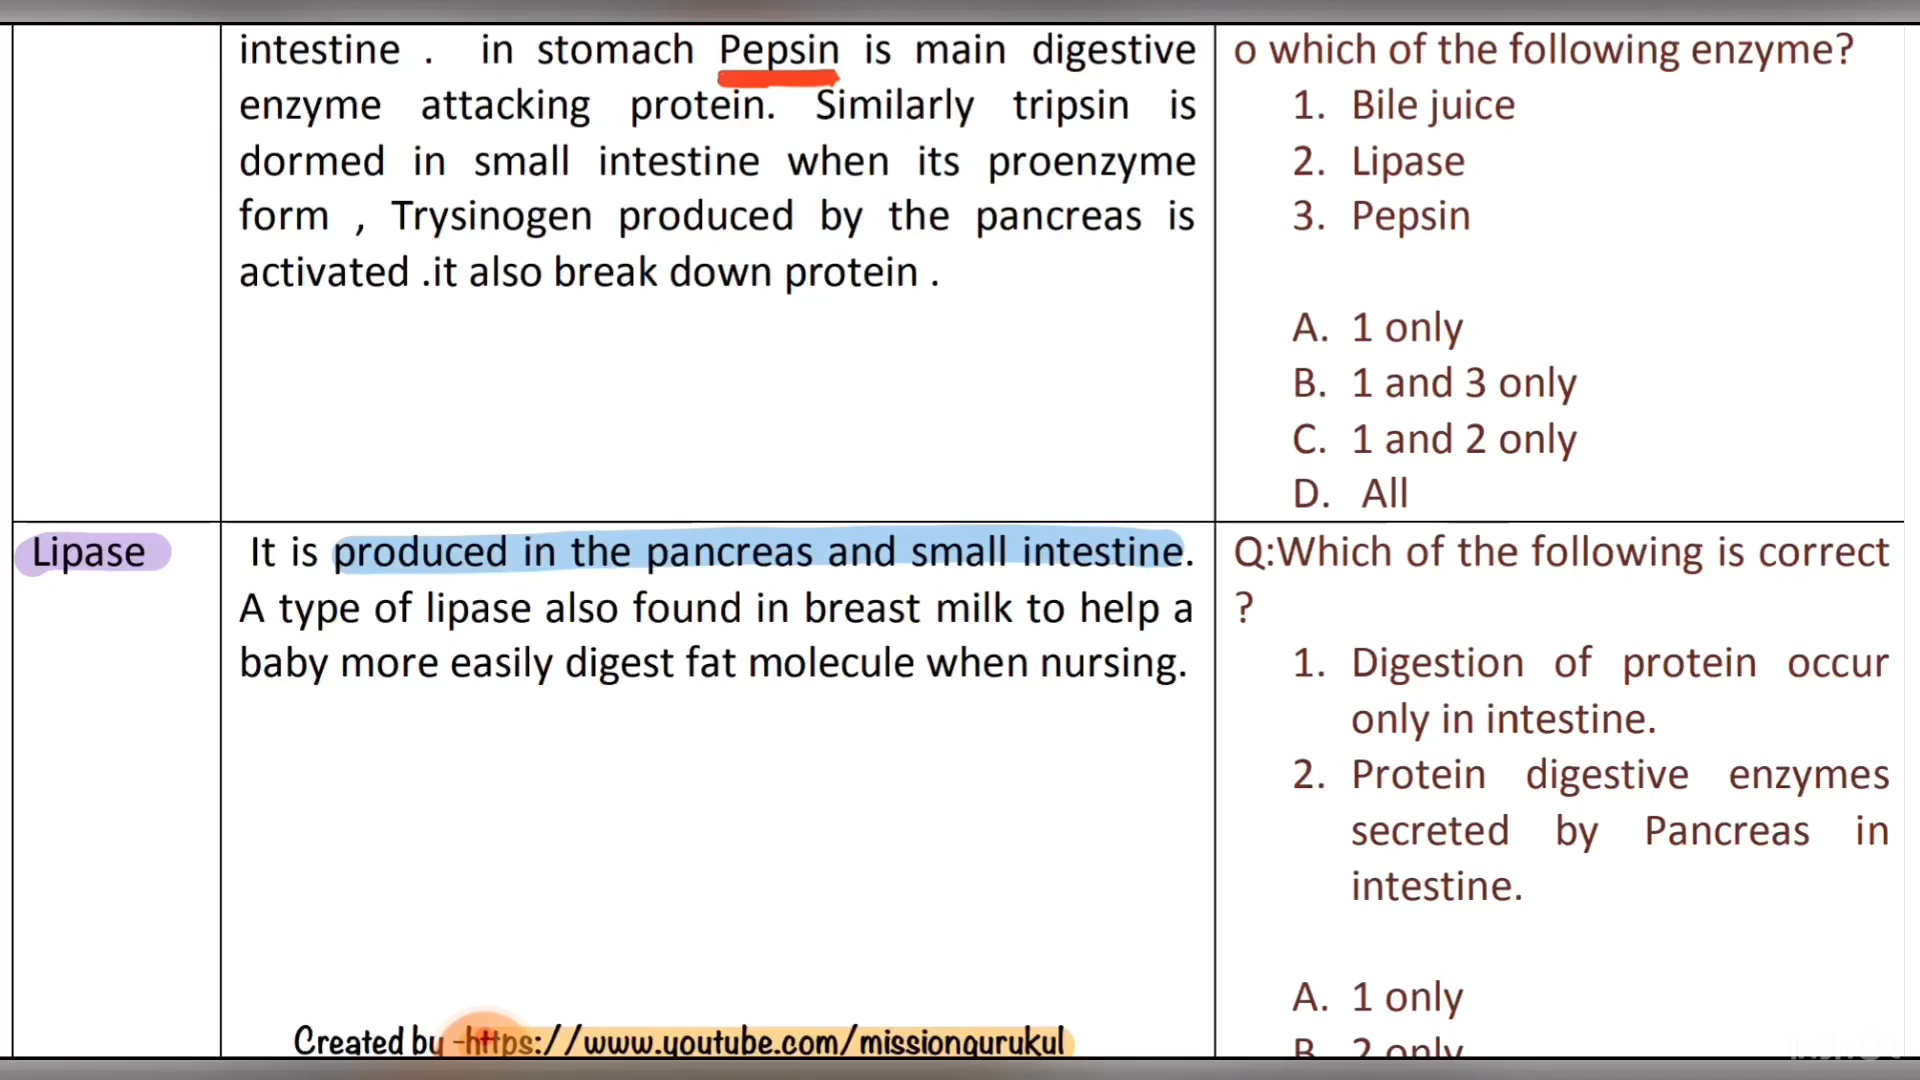 intestine . in stomach Pepsin is main digestive
enzyme attacking protein. Similarly tripsin is
dormed in small intestine when its proenzyme
form , Trysinogen produced by the pancreas is
activated .it also break down protein .
o which of the following enzyme?
1. Bile juice
2. Lipase
3. Pepsin
A. 1 only
B. 1 and 3 only
C. 1 and 2 only
D. All
Lipase
It is produced in the pancreas and small intestine.
A type of lipase also found in breast milk to help a
baby more easily digest fat molecule when nursing.
Q:Which of the following is correct
?
1. Digestion of protein occur
only in intestine.
2. Protein digestive enzymes
secreted by Pancreas in
intestine.
A. 1 only
B. 2 only
Created by -https://www.youtube.com/missiongurukul